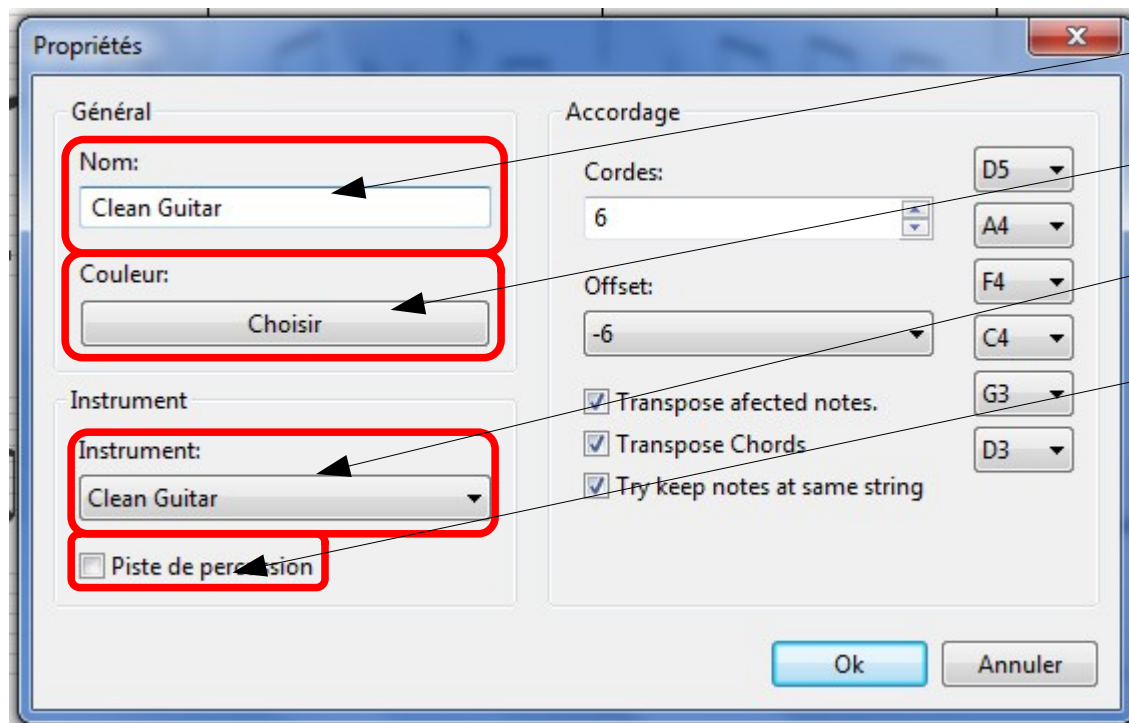 Propriétés
Général
Nom:
Clean Guitar
Couleur:
Choisir
Instrument
Instrument:
Clean Guitar
Piste de percussion
Accordage
Cordes:
6
Offset:
-6
Transpose afected notes.
Transpose Chords
Try keep notes at same string
D5
A4
F4
C4
G3
D3
Ok
Annuler